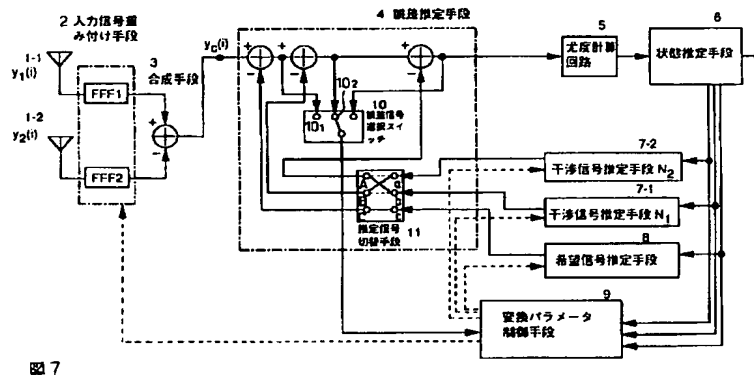 2 入力信号重
み付け手段
1-1
y₁(i)
FFF1
1-2
y₂(i)
FFF2
3
合成手段
+
−
y_C(i)
4 誤差推定手段
+
−
+
−
+
−
10₁
10₂
10
誤差信号
選択スイ
ッチ
A
B
推定信号
切替手段
11
5
尤度計算
回路
6
状態推定手段
7-2
干渉信号推定手段 N₂
7-1
干渉信号推定手段 N₁
8
希望信号推定手段
9
変換パラメータ
制御手段
図 7